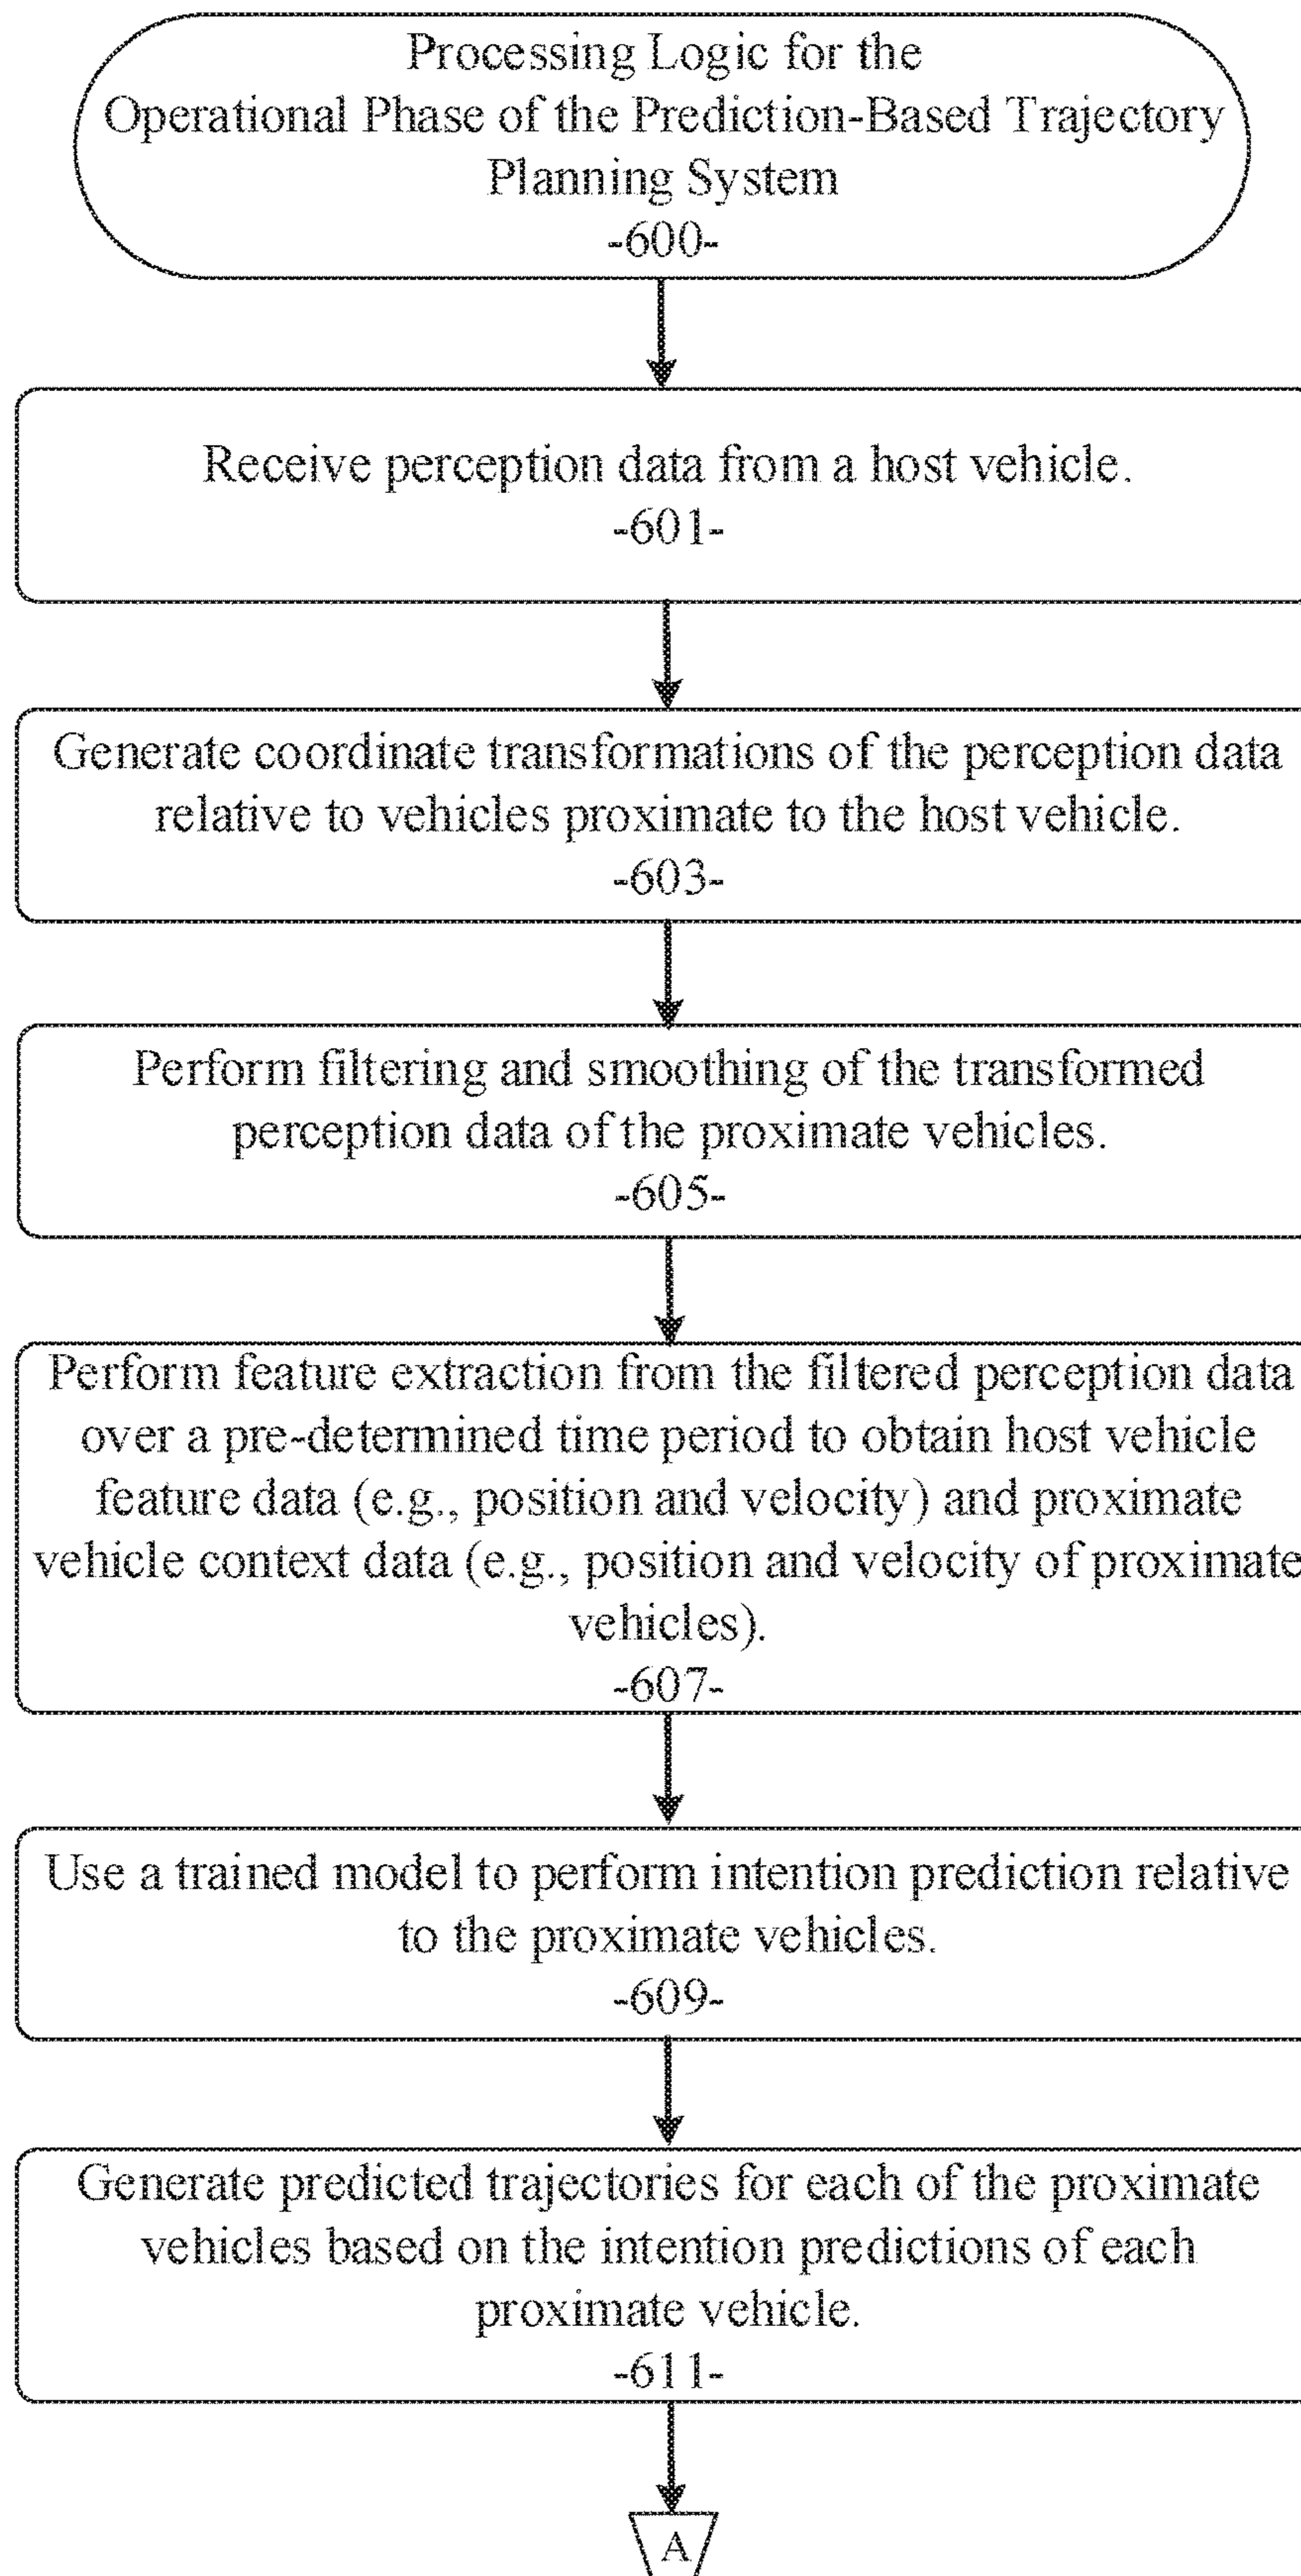 Processing Logic for the
Operational Phase of the Prediction-Based Trajectory
Planning System
-600-
Receive perception data from a host vehicle.
-601-
Generate coordinate transformations of the perception data
relative to vehicles proximate to the host vehicle.
-603-
Perform filtering and smoothing of the transformed
perception data of the proximate vehicles.
-605-
Perform feature extraction from the filtered perception data
over a pre-determined time period to obtain host vehicle
feature data (e.g., position and velocity) and proximate
vehicle context data (e.g., position and velocity of proximate
vehicles).
-607-
Use a trained model to perform intention prediction relative
to the proximate vehicles.
-609-
Generate predicted trajectories for each of the proximate
vehicles based on the intention predictions of each
proximate vehicle.
-611-
A